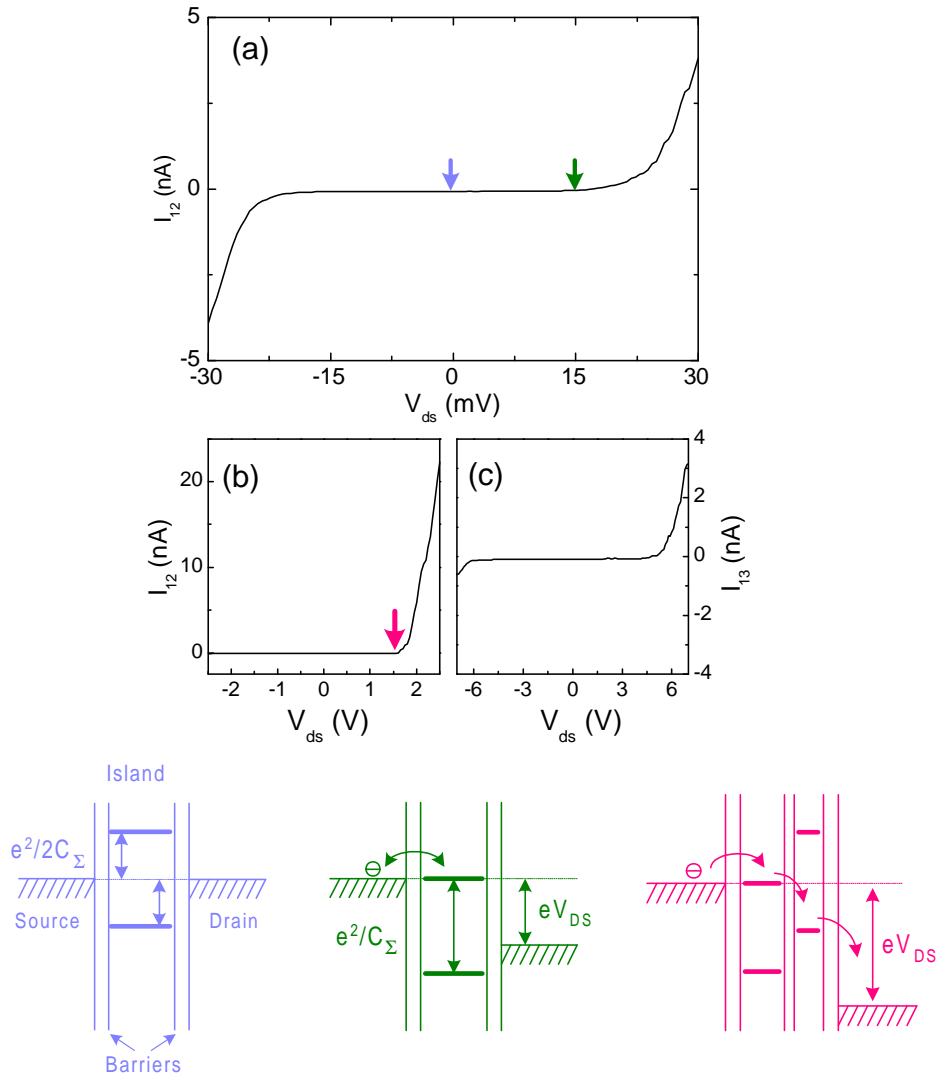 (a)
5
0
-5
I12 (nA)
-30 -15 0 15 30
Vds (mV)
(b)
20
10
0
I12 (nA)
-2 -1 0 1 2
Vds (V)
(c)
4
2
0
-2
-4
I13 (nA)
-6 -3 0 3 6
Vds (V)
Island
e²/2CΣ
Source
Drain
Barriers
⊖
eVDS
e²/CΣ
⊖
eVDS